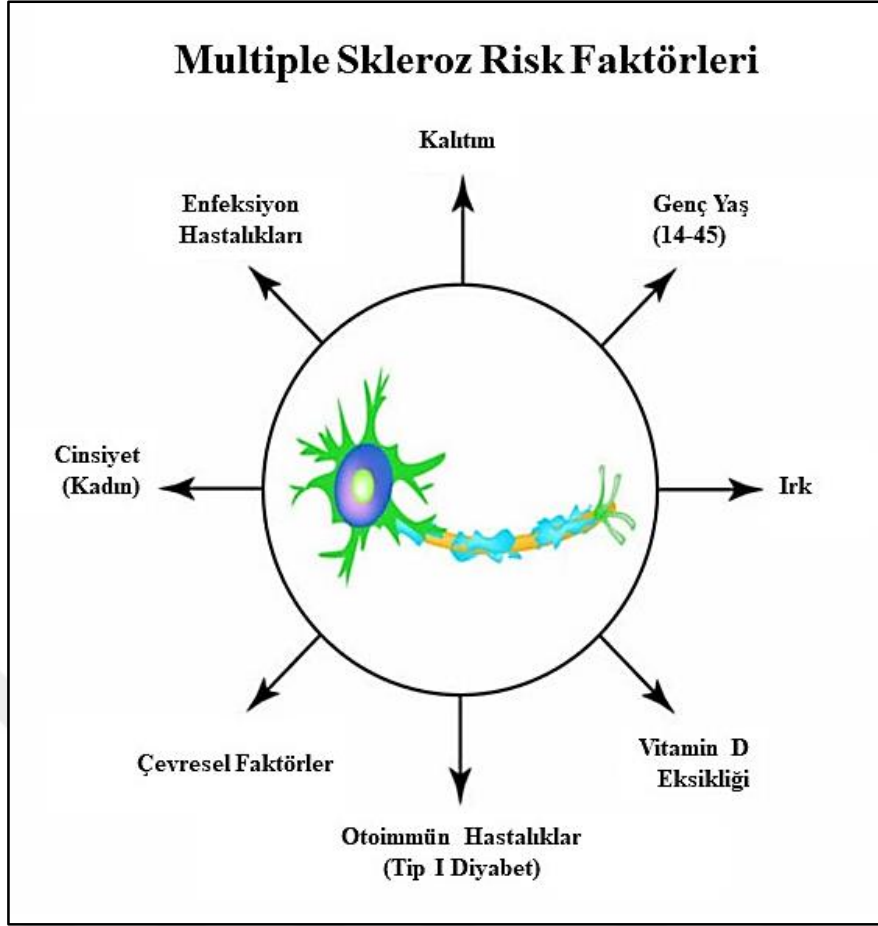 Multiple Skleroz Risk Faktörleri
Kalıtım
Enfeksiyon
Hastalıkları
Genç Yaş
(14-45)
Cinsiyet
(Kadın)
Irk
Çevresel Faktörler
Vitamin D
Eksikliği
Otoimmün Hastalıklar
(Tip I Diyabet)